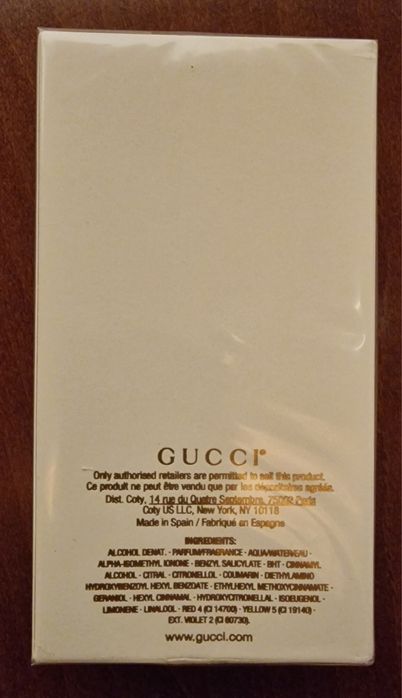 GUCCI
Only authorised retailers are permitted to sell this product.
Ce produit ne peut être vendu que par les dépositaires agréés.
Dist. Coty, 14 rue du Quatre Septembre, 75002 Paris
Coty US LLC, New York, NY 10118
Made in Spain / Fabriqué en Espagne
INGREDIENTS:
ALCOHOL DENAT. · PARFUM/FRAGRANCE · AQUA/WATER/EAU ·
ALPHA-ISOMETHYL IONONE · BENZYL SALICYLATE · BHT · CINNAMYL
ALCOHOL · CITRAL · CITRONELLOL · COUMARIN · DIETHYLAMINO
HYDROXYBENZOYL HEXYL BENZOATE · ETHYLHEXYL METHOXYCINNAMATE ·
GERANIOL · HEXYL CINNAMAL · HYDROXYCITRONELLAL · ISOEUGENOL ·
LIMONENE · LINALOOL · RED 4 (CI 14700) · YELLOW 5 (CI 19140) ·
EXT. VIOLET 2 (CI 60730).
www.gucci.com